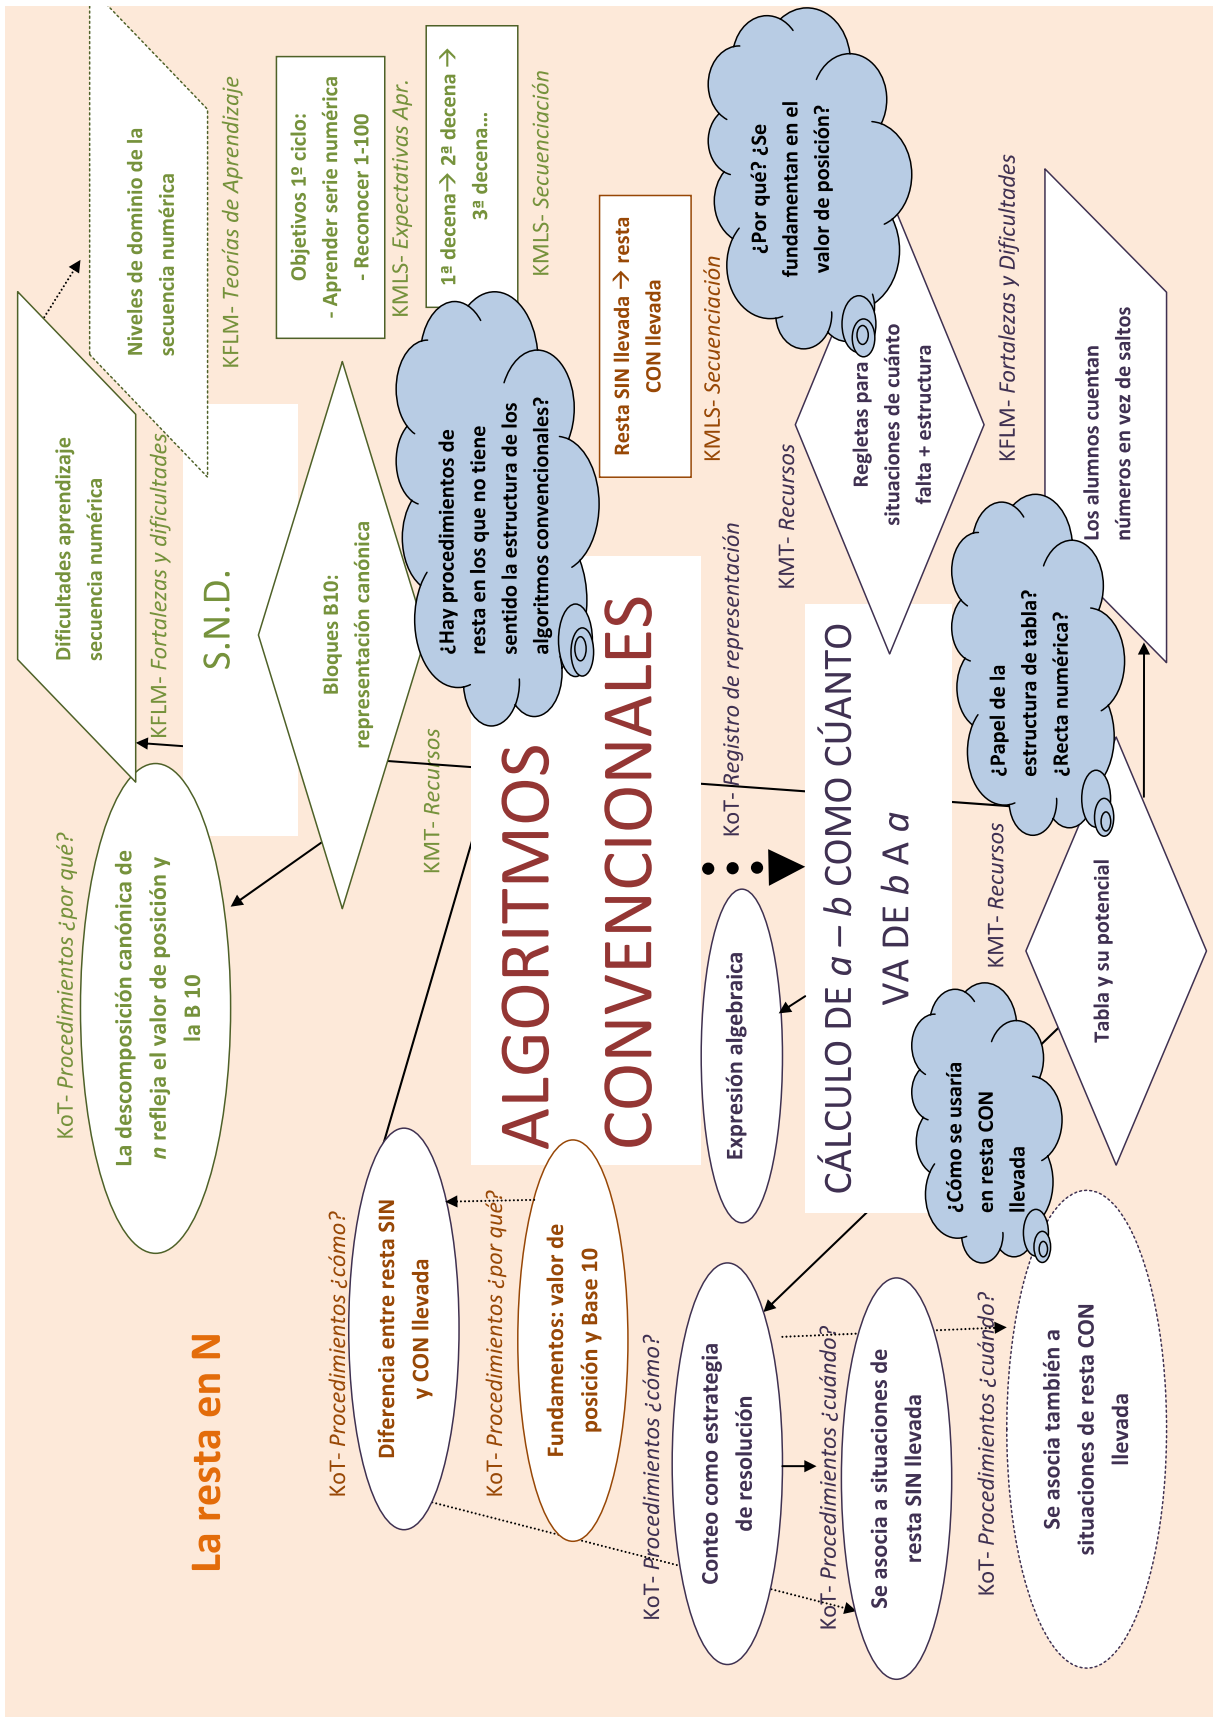 La resta en N
KoT- Procedimientos ¿por qué?
La descomposición canónica de
n refleja el valor de posición y
la B 10
Dificultades aprendizaje
secuencia numérica
KFLM- Fortalezas y dificultades
Niveles de dominio de la
secuencia numérica
KFLM- Teorías de Aprendizaje
S.N.D.
Bloques B10:
representación canónica
KMT- Recursos
Objetivos 1º ciclo:
- Aprender serie numérica
- Reconocer 1-100
KMLS- Expectativas Apr.
1ª decena→ 2ª decena →
3ª decena...
KMLS- Secuenciación
KoT- Procedimientos ¿cómo?
Diferencia entre resta SIN
y CON llevada
KoT- Procedimientos ¿por qué?
Fundamentos: valor de
posición y Base 10
ALGORITMOS
CONVENCIONALES
¿Hay procedimientos de
resta en los que no tiene
sentido la estructura de los
algoritmos convencionales?
Resta SIN llevada → resta
CON llevada
KMLS- Secuenciación
KoT- Registro de representación
Expresión algebraica
KoT- Procedimientos ¿cómo?
Conteo como estrategia
de resolución
KoT- Procedimientos ¿cuándo?
Se asocia a situaciones de
resta SIN llevada
KoT- Procedimientos ¿cuándo?
Se asocia también a
situaciones de resta CON
llevada
CÁLCULO DE a – b COMO CÚANTO
VA DE b A a
¿Cómo se usaría
en resta CON
llevada
KMT- Recursos
Tabla y su potencial
¿Papel de la
estructura de tabla?
¿Recta numérica?
KMT- Recursos
Regletas para
situaciones de cuánto
falta + estructura
¿Por qué? ¿Se
fundamentan en el
valor de posición?
KFLM- Fortalezas y Dificultades
Los alumnos cuentan
números en vez de saltos